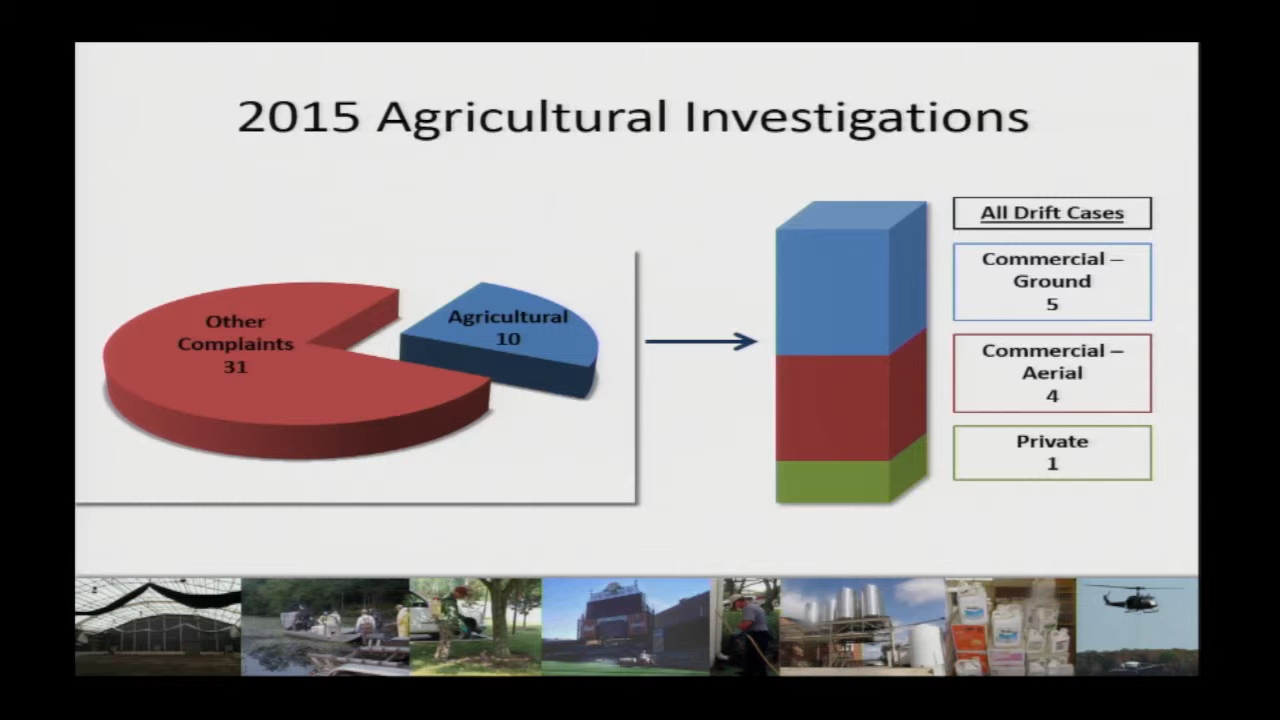 2015 Agricultural Investigations
Other
Complaints
31
Agricultural
10
All Drift Cases
Commercial –
Ground
5
Commercial –
Aerial
4
Private
1